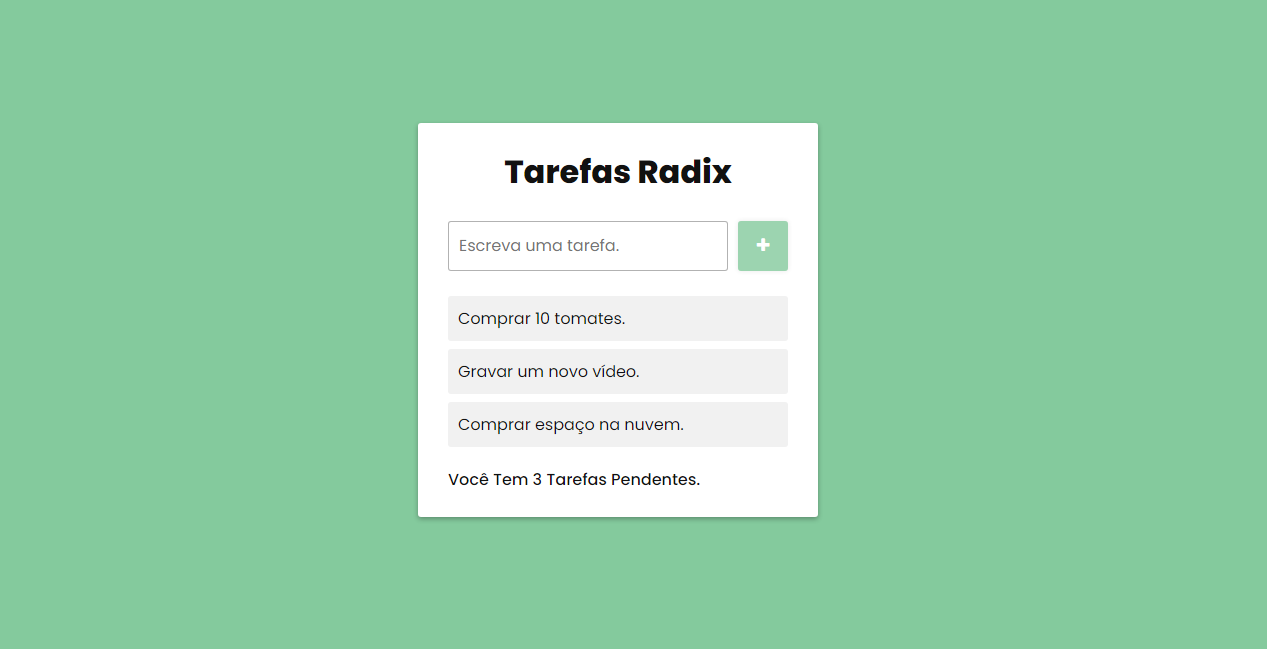 Tarefas Radix
Escreva uma tarefa.
Comprar 10 tomates.
Gravar um novo vídeo.
Comprar espaço na nuvem.
Você Tem 3 Tarefas Pendentes.